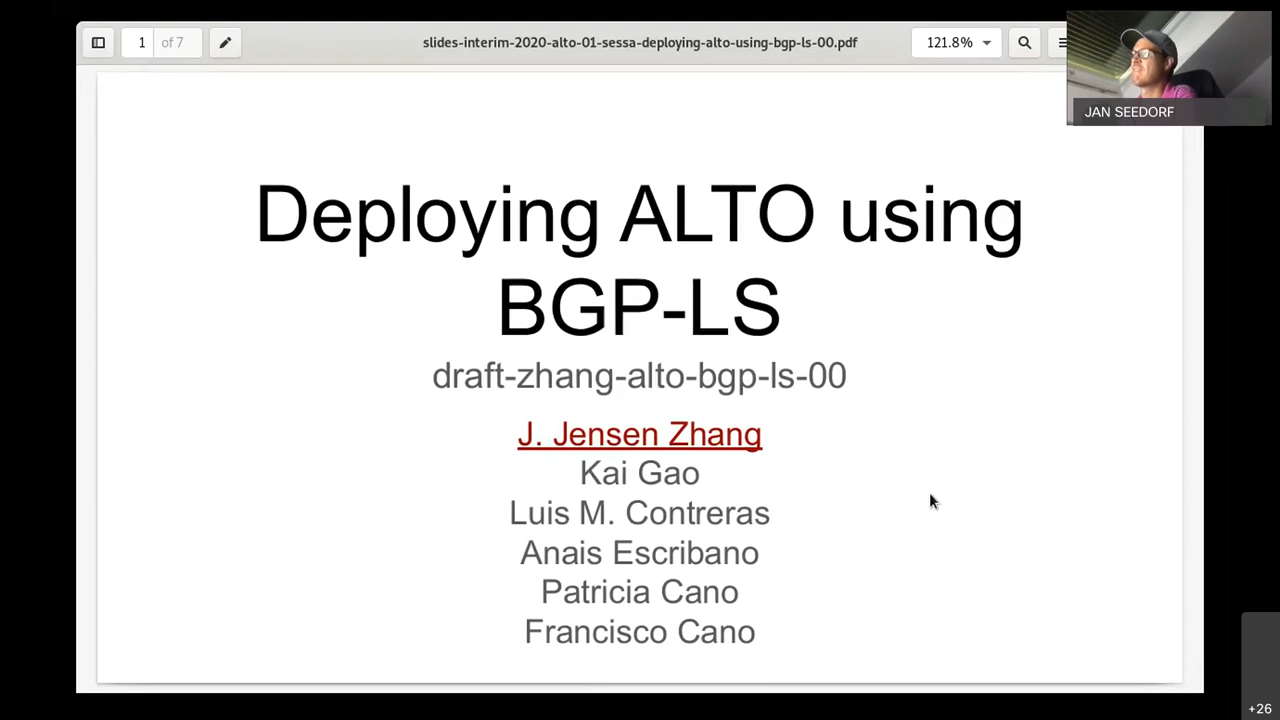 1 of 7
slides-interim-2020-alto-01-sessa-deploying-alto-using-bgp-ls-00.pdf
121.8%
JAN SEEDORF
Deploying ALTO using
BGP-LS
draft-zhang-alto-bgp-ls-00
J. Jensen Zhang
Kai Gao
Luis M. Contreras
Anais Escribano
Patricia Cano
Francisco Cano
+26